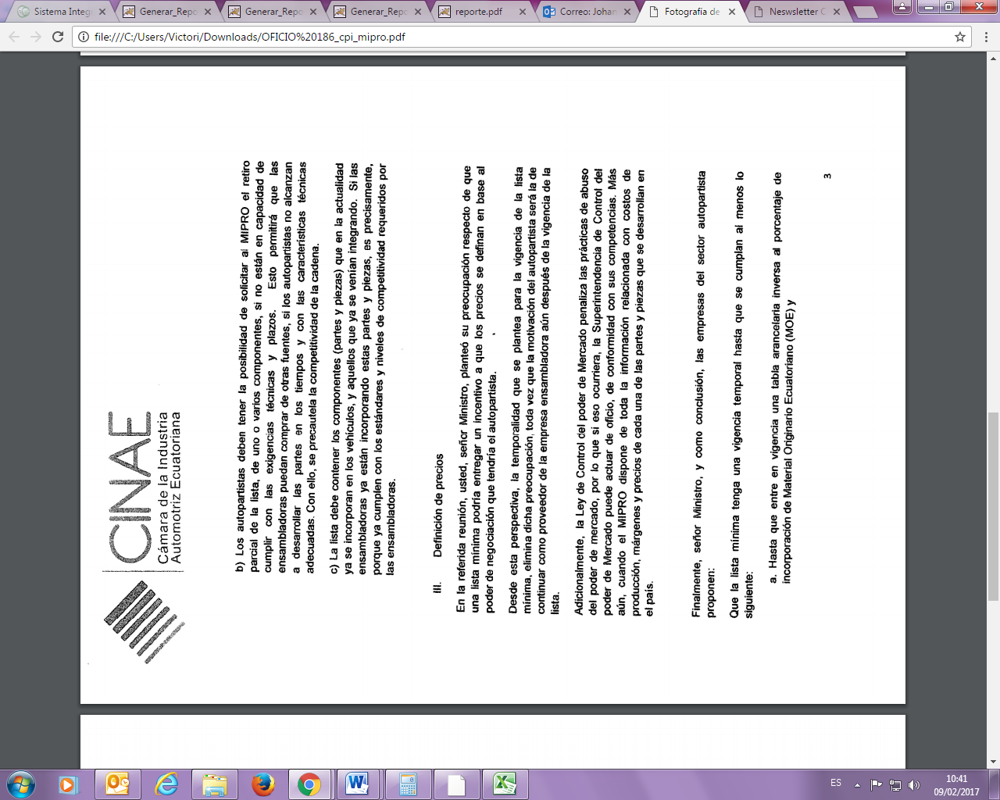 Sistema Integ
Generar_Repo
Generar_Repo
Generar_Repo
reporte.pdf
Correo: Johan
Fotografía de
Neswsletter C
file:///C:/Users/Victori/Downloads/OFICIO%20186_cpi_mipro.pdf
CINAE
Cámara de la Industria
Automotriz Ecuatoriana
b) Los autopartistas deben tener la posibilidad de solicitar al MIPRO el retiro
parcial de la lista, de uno o varios componentes, si no están en capacidad de
cumplir con las exigencias técnicas y plazos. Esto permitirá que las
ensambladoras puedan comprar de otras fuentes, si los autopartistas no alcanzan
a desarrollar las partes en los tiempos y con las características técnicas
adecuadas. Con ello, se precautela la competitividad de la cadena.
c) La lista debe contener los componentes (partes y piezas) que en la actualidad
ya se incorporan en los vehículos, y aquellos que ya se venían integrando. Si las
ensambladoras ya están incorporando estas partes y piezas, es precisamente,
porque ya cumplen con los estándares y niveles de competitividad requeridos por
las ensambladoras.
III. Definición de precios
En la referida reunión, usted, señor Ministro, planteó su preocupación respecto de que
una lista mínima podría entregar un incentivo a que los precios se definan en base al
poder de negociación que tendría el autopartista.
Desde esta perspectiva, la temporalidad que se plantea para la vigencia de la lista
mínima, elimina dicha preocupación, toda vez que la motivación del autopartista será la de
continuar como proveedor de la empresa ensambladora aún después de la vigencia de la
lista.
Adicionalmente, la Ley de Control del poder de Mercado penaliza las prácticas de abuso
del poder de mercado, por lo que si eso ocurriera, la Superintendencia de Control del
poder de Mercado puede actuar de oficio, de conformidad con sus competencias. Más
aún, cuando el MIPRO dispone de toda la información relacionada con costos de
producción, márgenes y precios de cada una de las partes y piezas que se desarrollan en
el país.
Finalmente, señor Ministro, y como conclusión, las empresas del sector autopartista
proponen:
Que la lista mínima tenga una vigencia temporal hasta que se cumplan al menos lo
siguiente:
a. Hasta que entre en vigencia una tabla arancelaria inversa al porcentaje de
incorporación de Material Originario Ecuatoriano (MOE) y
3
ES
10:41
09/02/2017